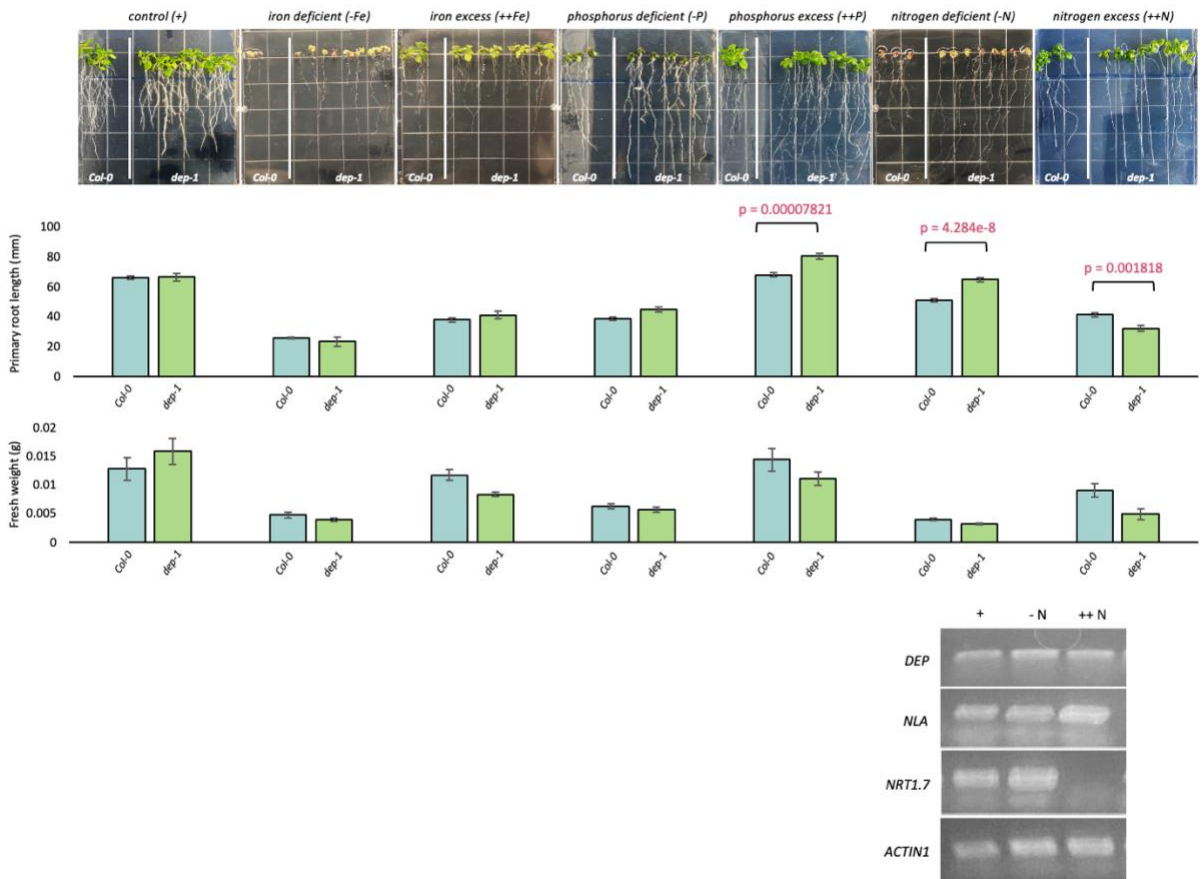 control (+)
iron deficient (-Fe)
iron excess (++Fe)
phosphorus deficient (-P)
phosphorus excess (++P)
nitrogen deficient (-N)
nitrogen excess (++N)
Col-0 dep-1
Col-0 dep-1
Col-0 dep-1
Col-0 dep-1
Col-0 dep-1
Col-0 dep-1
Col-0 dep-1
Primary root length (mm)
100
80
60
40
20
0
p = 0.00007821
p = 4.284e-8
p = 0.001818
Col-0 dep-1
Col-0 dep-1
Col-0 dep-1
Col-0 dep-1
Col-0 dep-1
Col-0 dep-1
Col-0 dep-1
Fresh weight (g)
0.02
0.015
0.01
0.005
0
Col-0 dep-1
Col-0 dep-1
Col-0 dep-1
Col-0 dep-1
Col-0 dep-1
Col-0 dep-1
Col-0 dep-1
+ - N ++ N
DEP
NLA
NRT1.7
ACTIN1